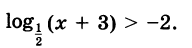 log_{1/2} (x + 3) > -2.